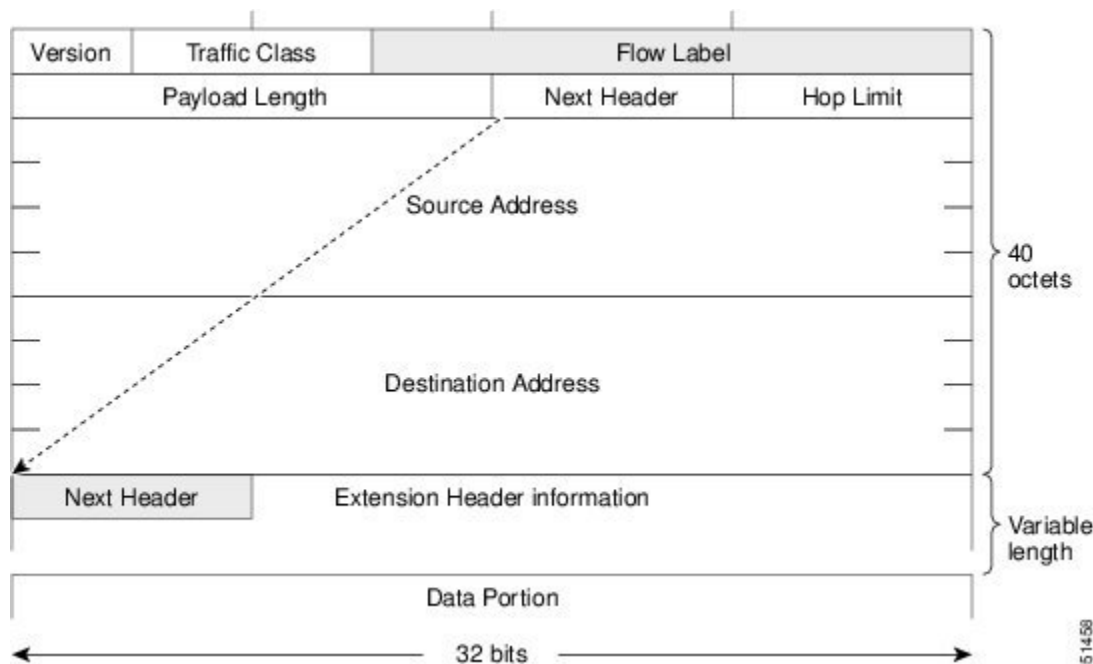 Version Traffic Class Flow Label
Payload Length Next Header Hop Limit
Source Address
40
octets
Destination Address
Next Header Extension Header information
Variable
length
Data Portion
32 bits
51458